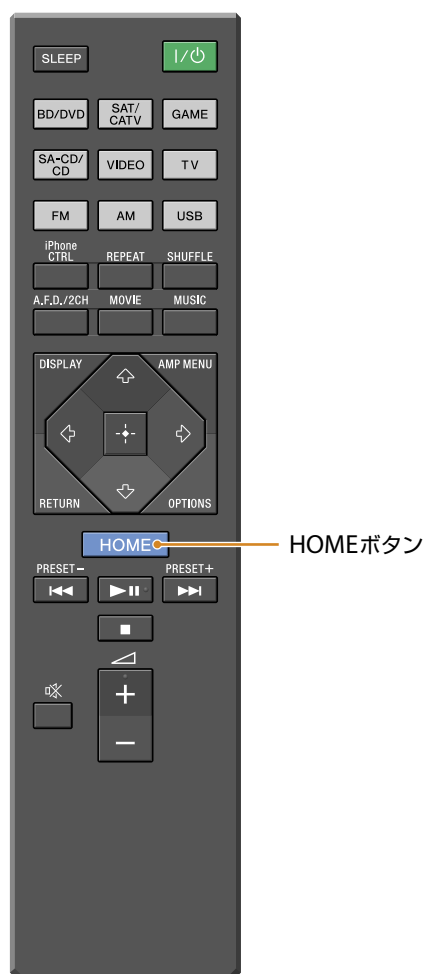 SLEEP I/⏻
BD/DVD SAT/ GAME
CATV
SA-CD/ VIDEO TV
CD
FM AM USB
iPhone
CTRL REPEAT SHUFFLE
A.F.D./2CH MOVIE MUSIC
DISPLAY AMP MENU
RETURN OPTIONS
HOME HOMEボタン
PRESET– PRESET+
+
–